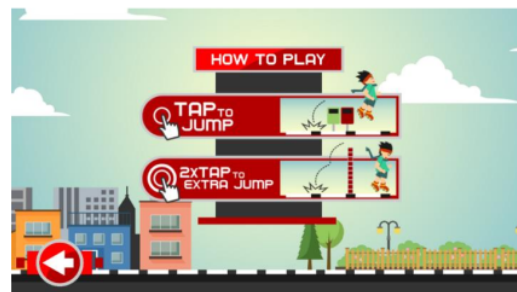 HOW TO PLAY
TAP TO
JUMP
2XTAP TO
EXTRA JUMP